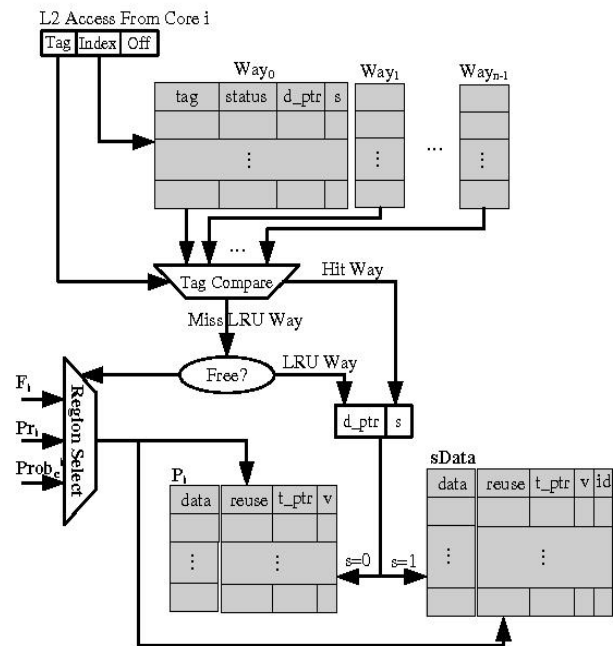 L2 Access From Core i
Tag Index Off
Way0 Way1 Wayn-1
tag status d_ptr s
...
...
Tag Compare
Hit Way
Miss LRU Way
LRU Way
Free?
Fi
Pri
Probci
Region Select
d_ptr s
Pi
sData
data reuse t_ptr v
data reuse t_ptr v id
s=0 s=1